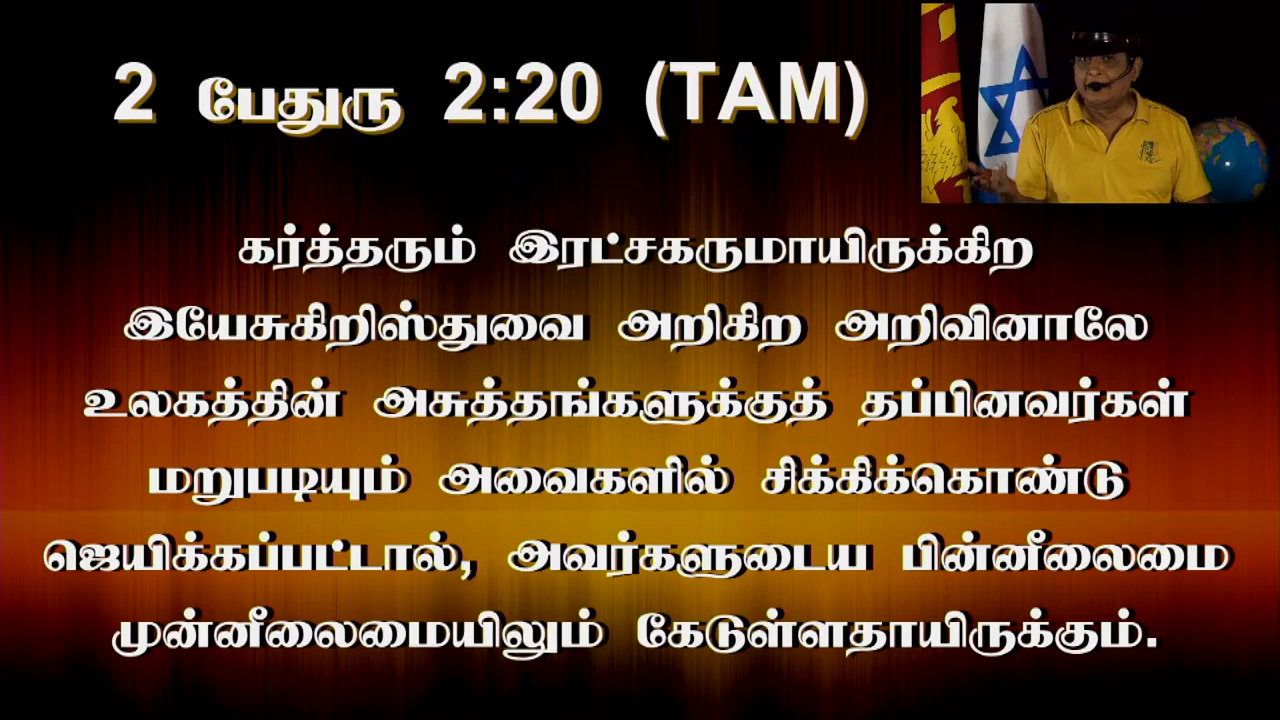 2 பேதுரு 2:20 (TAM)
கர்த்தரும் இரட்சகருமாயிருக்கிற
இயேசுகிறிஸ்துவை அறிகிற அறிவினாலே
உலகத்தின் அசுத்தங்களுக்குத் தப்பினவர்கள்
மறுபடியும் அவைகளில் சிக்கிக்கொண்டு
ஜெயிக்கப்பட்டால், அவர்களுடைய பின்னீலைமை
முன்னீலைமையிலும் கேடுள்ளதாயிருக்கும்.